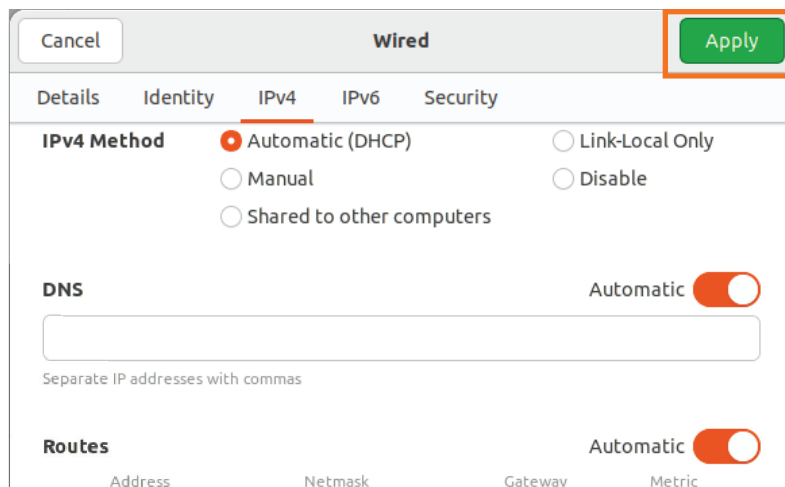 Cancel Wired Apply
Details Identity IPv4 IPv6 Security
IPv4 Method Automatic (DHCP) Link-Local Only
Manual Disable
Shared to other computers
DNS Automatic
Separate IP addresses with commas
Routes Automatic
Address Netmask Gateway Metric